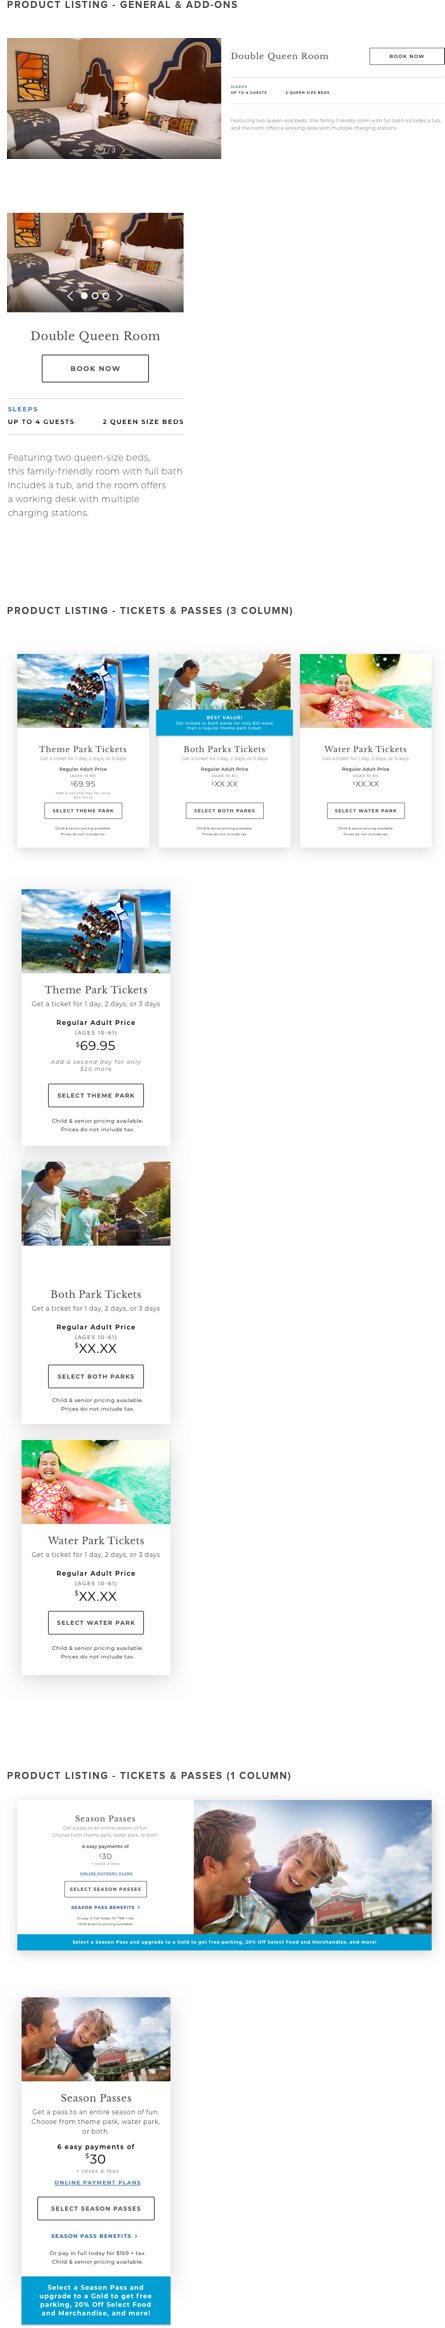 PRODUCT LISTING - GENERAL & ADD-ONS
Double Queen Room
BOOK NOW
SLEEPS
UP TO 4 GUESTS 2 QUEEN SIZE BEDS
Featuring two queen-size beds, this family-friendly room with full bath includes a tub,
and the room offers a working desk with multiple charging stations.
1 / 3
Double Queen Room
BOOK NOW
SLEEPS
UP TO 4 GUESTS 2 QUEEN SIZE BEDS
Featuring two queen-size beds,
this family-friendly room with full bath
includes a tub, and the room offers
a working desk with multiple
charging stations.
PRODUCT LISTING - TICKETS & PASSES (3 COLUMN)
Theme Park Tickets
Get a ticket for 1 day, 2 days, or 3 days
Regular Adult Price
(AGES 10-61)
$69.95
Add a second day for only
$20 more
SELECT THEME PARK
Child & senior pricing available.
Prices do not include tax.
BEST VALUE!
Get tickets to both parks for only $10 more
than a regular theme park ticket.
Both Parks Tickets
Get a ticket for 1 day, 2 days, or 3 days
Regular Adult Price
(AGES 10-61)
$XX.XX
SELECT BOTH PARKS
Child & senior pricing available.
Prices do not include tax.
Water Park Tickets
Get a ticket for 1 day, 2 days, or 3 days
Regular Adult Price
(AGES 10-61)
$XX.XX
SELECT WATER PARK
Child & senior pricing available.
Prices do not include tax.
Theme Park Tickets
Get a ticket for 1 day, 2 days, or 3 days
Regular Adult Price
(AGES 10-61)
$69.95
Add a second day for only
$20 more
SELECT THEME PARK
Child & senior pricing available.
Prices do not include tax.
Both Park Tickets
Get a ticket for 1 day, 2 days, or 3 days
Regular Adult Price
(AGES 10-61)
$XX.XX
SELECT BOTH PARKS
Child & senior pricing available.
Prices do not include tax.
Water Park Tickets
Get a ticket for 1 day, 2 days, or 3 days
Regular Adult Price
(AGES 10-61)
$XX.XX
SELECT WATER PARK
Child & senior pricing available.
Prices do not include tax.
PRODUCT LISTING - TICKETS & PASSES (1 COLUMN)
Season Passes
Get a pass to an entire season of fun.
Choose from theme park, water park, or both.
6 easy payments of
$30
+ taxes & fees
ONLINE PAYMENT PLANS
SELECT SEASON PASSES
SEASON PASS BENEFITS >
Or pay in full today for $169 + tax.
Child & senior pricing available.
Select a Season Pass and upgrade to a Gold to get free parking, 20% Off Select Food and Merchandise, and more!
Season Passes
Get a pass to an entire season of fun.
Choose from theme park, water park,
or both.
6 easy payments of
$30
+ taxes & fees
ONLINE PAYMENT PLANS
SELECT SEASON PASSES
SEASON PASS BENEFITS >
Or pay in full today for $169 + tax.
Child & senior pricing available.
Select a Season Pass and
upgrade to a Gold to get free
parking, 20% Off Select Food
and Merchandise, and more!